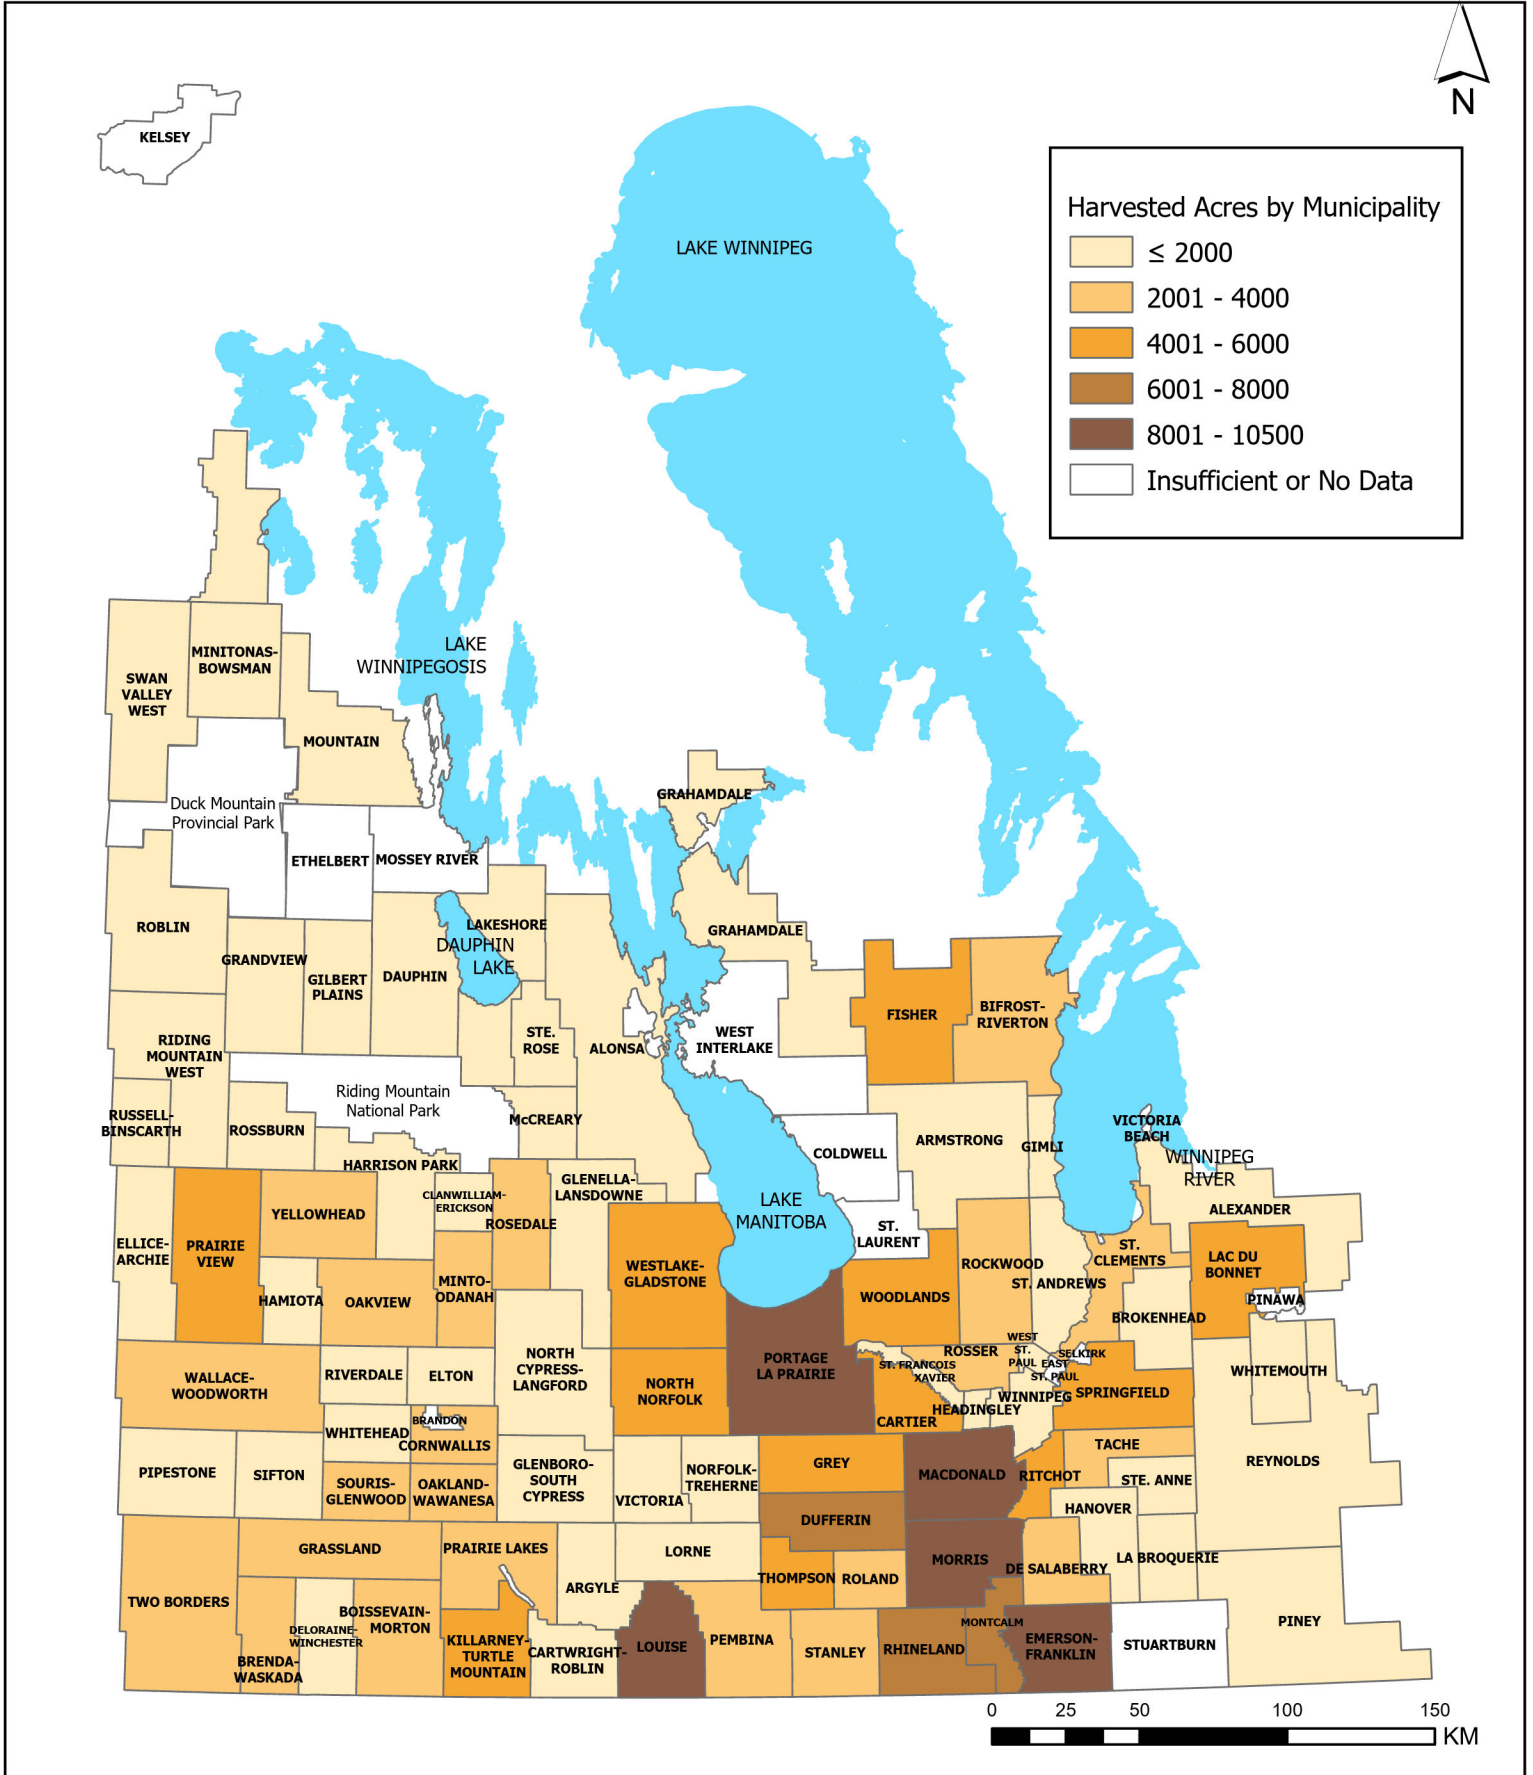 N
KELSEY
LAKE WINNIPEG
Harvested Acres by Municipality
≤ 2000
2001 - 4000
4001 - 6000
6001 - 8000
8001 - 10500
Insufficient or No Data
LAKE
WINNIPEGOSIS
MINITONAS-
BOWSMAN
SWAN
VALLEY
WEST
MOUNTAIN
Duck Mountain
Provincial Park
GRAHAMDALE
ETHELBERT
MOSSEY RIVER
ROBLIN
LAKESHORE
DAUPHIN
LAKE
GRAHAMDALE
GRANDVIEW
GILBERT
PLAINS
DAUPHIN
FISHER
BIFROST-
RIVERTON
STE.
ROSE
ALONSA
WEST
INTERLAKE
RIDING
MOUNTAIN
WEST
Riding Mountain
National Park
RUSSELL-
BINSCARTH
ROSSBURN
McCREARY
VICTORIA
BEACH
ARMSTRONG
GIMLI
COLDWELL
WINNIPEG
RIVER
HARRISON PARK
GLENELLA-
LANSDOWNE
CLANWILLIAM-
ERICKSON
ROSEDALE
YELLOWHEAD
LAKE
MANITOBA
ST.
LAURENT
ALEXANDER
ELLICE-
ARCHIE
PRAIRIE
VIEW
ST.
CLEMENTS
LAC DU
BONNET
WESTLAKE-
GLADSTONE
ROCKWOOD
ST. ANDREWS
MINTO-
ODANAH
HAMIOTA
OAKVIEW
WOODLANDS
PINAWA
BROKENHEAD
WEST
ST.
PAUL
ROSSER
SELKIRK
EAST
ST. PAUL
NORTH
CYPRESS-
LANGFORD
PORTAGE
LA PRAIRIE
ST. FRANCOIS
XAVIER
WHITEMOUTH
RIVERDALE
ELTON
WALLACE-
WOODWORTH
NORTH
NORFOLK
WINNIPEG
SPRINGFIELD
HEADINGLEY
CARTIER
BRANDON
WHITEHEAD
CORNWALLIS
TACHE
PIPESTONE
SIFTON
GLENBORO-
SOUTH
CYPRESS
NORFOLK-
TREHERNE
GREY
MACDONALD
RITCHOT
STE. ANNE
REYNOLDS
SOURIS-
GLENWOOD
OAKLAND-
WAWANESA
VICTORIA
HANOVER
DUFFERIN
GRASSLAND
PRAIRIE LAKES
LORNE
MORRIS
DE SALABERRY
LA BROQUERIE
THOMPSON
ROLAND
ARGYLE
TWO BORDERS
BOISSEVAIN-
MORTON
DELORAINE-
WINCHESTER
MONTCALM
PINEY
BRENDA-
WASKADA
KILLARNEY-
TURTLE
MOUNTAIN
CARTWRIGHT-
ROBLIN
LOUISE
PEMBINA
STANLEY
RHINELAND
EMERSON-
FRANKLIN
STUARTBURN
0 25 50 100 150
KM